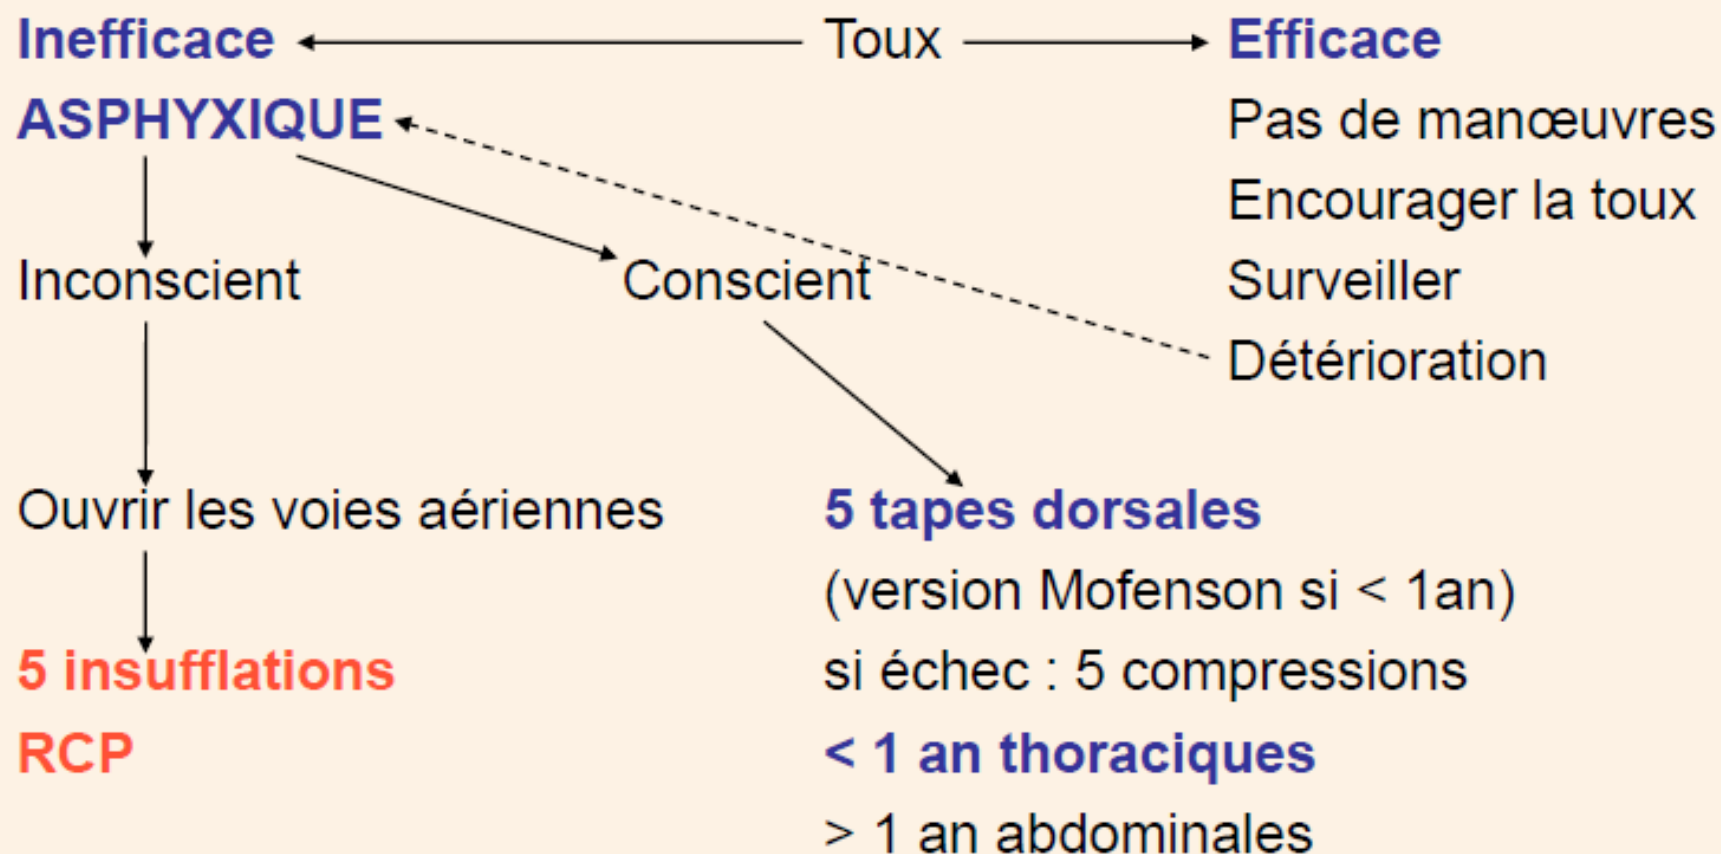 Inefficace Toux Efficace
ASPHYXIQUE Pas de manœuvres
Encourager la toux
Inconscient Conscient Surveiller
Détérioration
Ouvrir les voies aériennes 5 tapes dorsales
(version Mofenson si < 1an)
5 insufflations si échec : 5 compressions
RCP < 1 an thoraciques
> 1 an abdominales